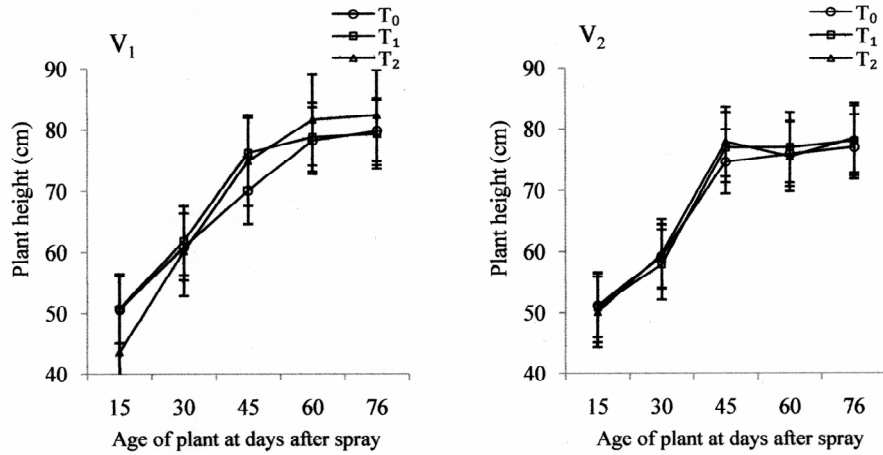 V₁
T₀
T₁
T₂
90
80
70
60
50
40
Plant height (cm)
15 30 45 60 76
Age of plant at days after spray
V₂
T₀
T₁
T₂
90
80
70
60
50
40
Plant height (cm)
15 30 45 60 76
Age of plant at days after spray